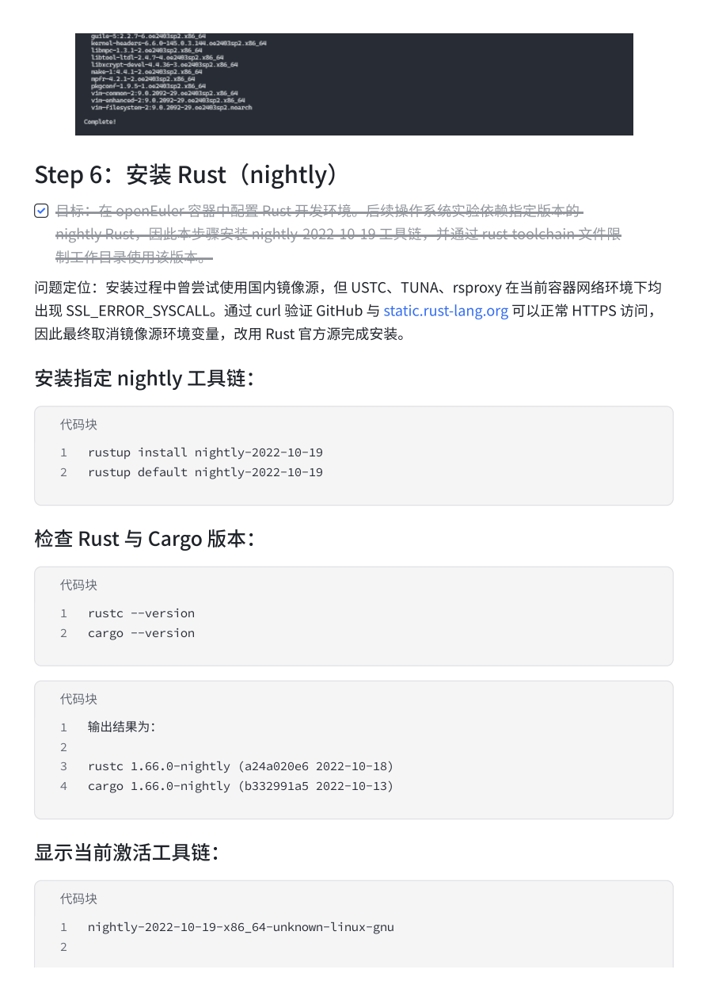 guile-5:2.2.7-6.oe2403sp2.x86_64
kernel-headers-6.6.0-145.0.3.144.oe2403sp2.x86_64
libmpc-1.3.1-2.oe2403sp2.x86_64
libtool-ltdl-2.4.7-4.oe2403sp2.x86_64
libxcrypt-devel-4.4.36-3.oe2403sp2.x86_64
make-1:4.4.1-2.oe2403sp2.x86_64
mpfr-4.2.1-2.oe2403sp2.x86_64
pkgconf-1.9.5-1.oe2403sp2.x86_64
vim-common-2:9.0.2092-29.oe2403sp2.x86_64
vim-enhanced-2:9.0.2092-29.oe2403sp2.x86_64
vim-filesystem-2:9.0.2092-29.oe2403sp2.noarch
Complete!
Step 6：安装 Rust（nightly）
目标：在 openEuler 容器中配置 Rust 开发环境。后续操作系统实验依赖指定版本的
nightly Rust，因此本步骤安装 nightly-2022-10-19 工具链，并通过 rust-toolchain 文件限
制工作目录使用该版本。
问题定位：安装过程中曾尝试使用国内镜像源，但 USTC、TUNA、rsproxy 在当前容器网络环境下均
出现 SSL_ERROR_SYSCALL。通过 curl 验证 GitHub 与 static.rust-lang.org 可以正常 HTTPS 访问，
因此最终取消镜像源环境变量，改用 Rust 官方源完成安装。
安装指定 nightly 工具链：
代码块
1 rustup install nightly-2022-10-19
2 rustup default nightly-2022-10-19
检查 Rust 与 Cargo 版本：
代码块
1 rustc --version
2 cargo --version
代码块
1 输出结果为：
2
3 rustc 1.66.0-nightly (a24a020e6 2022-10-18)
4 cargo 1.66.0-nightly (b332991a5 2022-10-13)
显示当前激活工具链：
代码块
1 nightly-2022-10-19-x86_64-unknown-linux-gnu
2